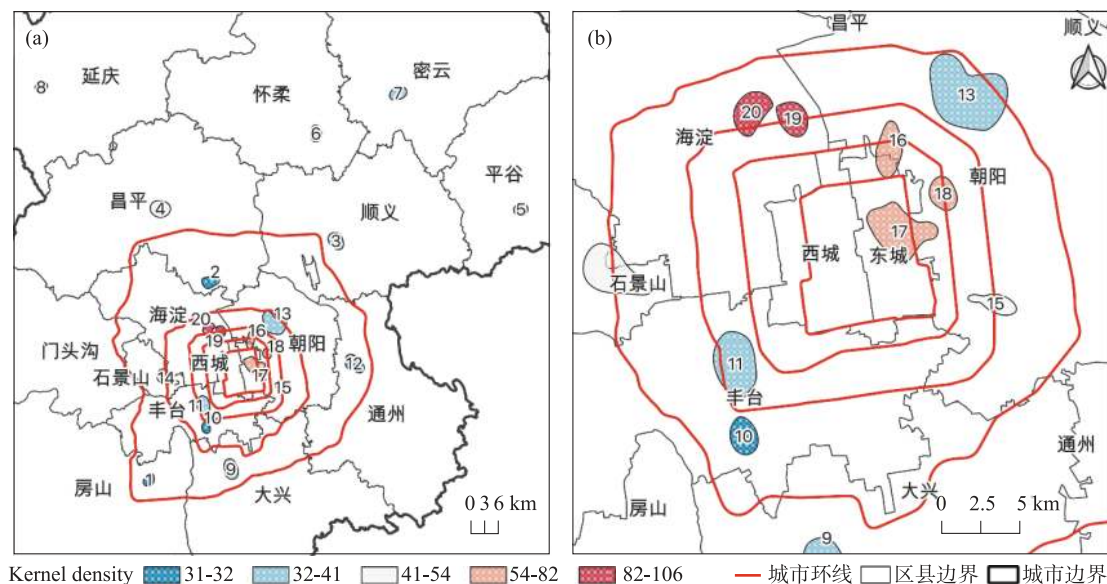 (a)
延庆
密云
8
怀柔
7
6
平谷
昌平
4
顺义
5
3
2
海淀
20
13
16
19
18
朝阳
门头沟
西城
12
石景山
14
17
15
丰台
11
10
通州
9
房山
1
大兴
0 3 6 km
(b)
昌平
顺义
13
20
19
海淀
16
朝阳
18
17
西城
东城
石景山
15
11
丰台
10
通州
大兴
房山
0 2.5 5 km
9
Kernel density 31-32 32-41 41-54 54-82 82-106 城市环线 区县边界 城市边界